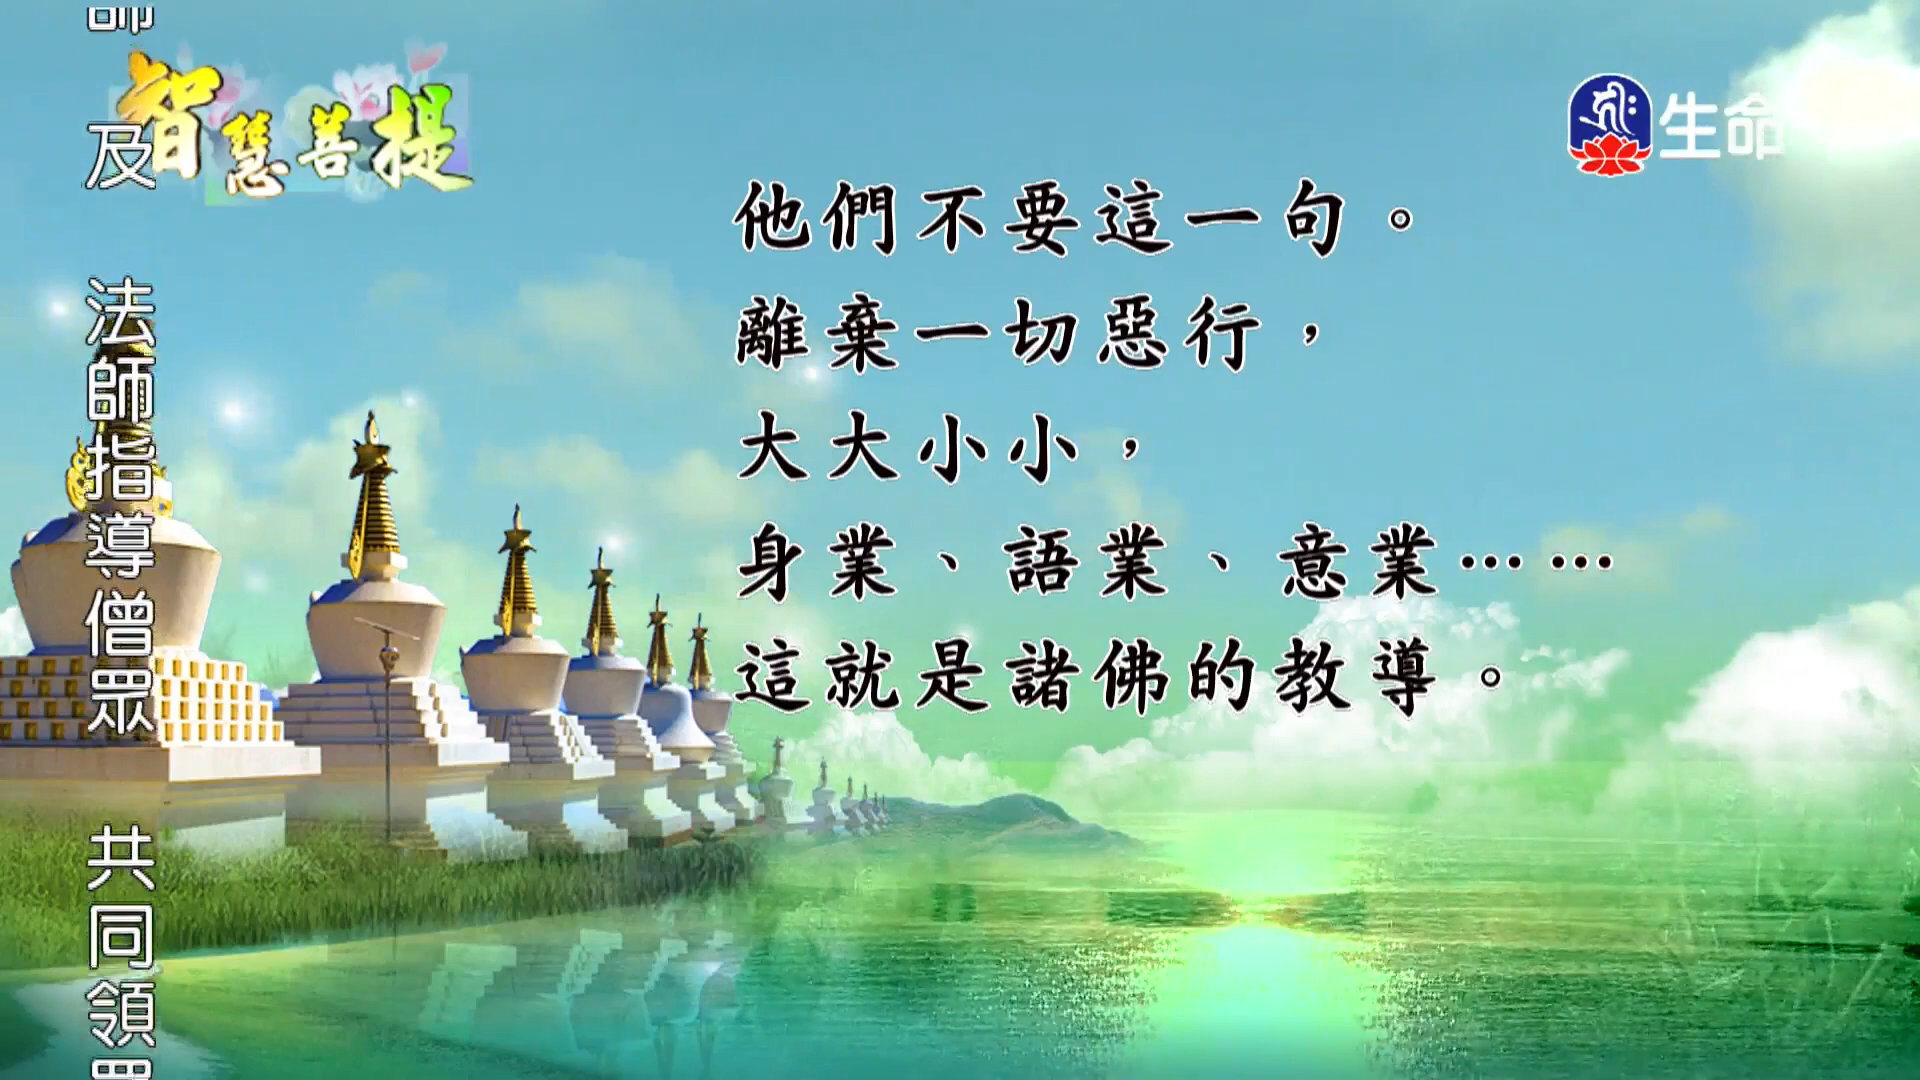 智慧菩提
生命
他們不要這一句。
離棄一切惡行，
大大小小，
身業、語業、意業……
這就是諸佛的教導。
師 及 法師指導僧眾 共同領眾